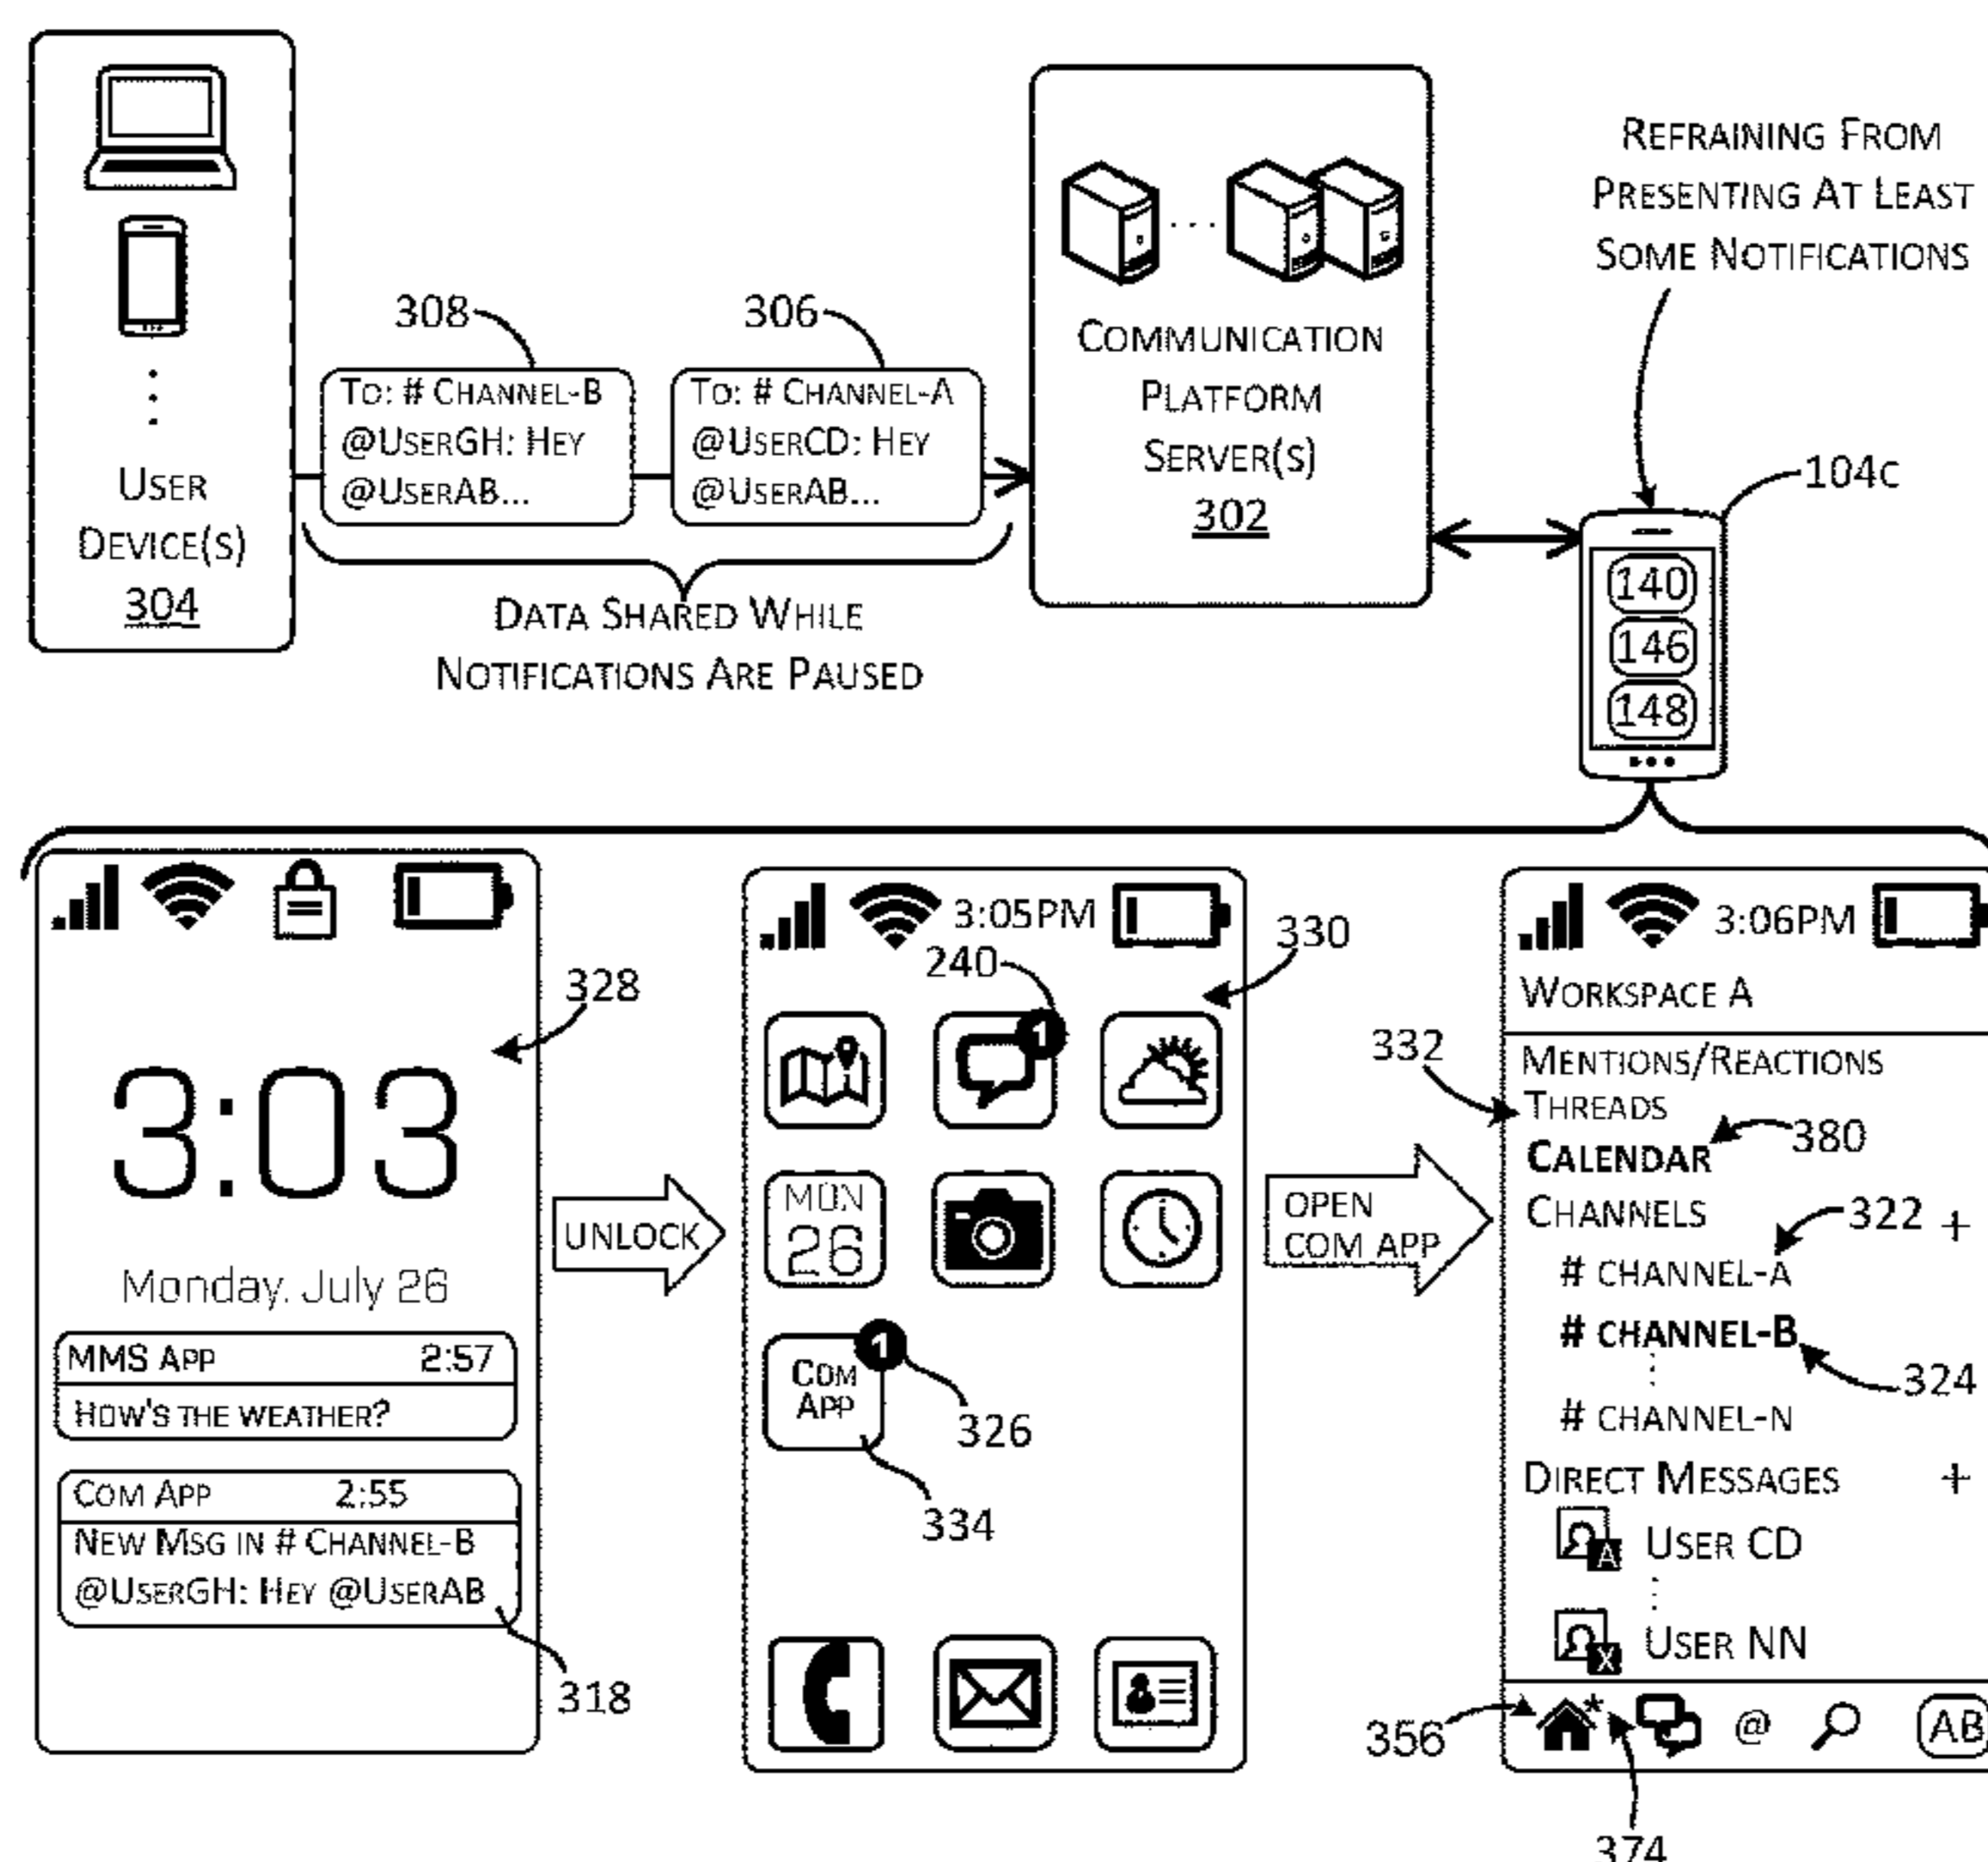 USER
DEVICE(S)
304
308
TO: # CHANNEL-B
@USERGH: HEY
@USERAB...
306
TO: # CHANNEL-A
@USERCD: HEY
@USERAB...
DATA SHARED WHILE
NOTIFICATIONS ARE PAUSED
...
COMMUNICATION
PLATFORM
SERVER(S)
302
REFRAINING FROM
PRESENTING AT LEAST
SOME NOTIFICATIONS
104C
140
146
148
328
3:03
Monday, July 26
MMS APP 2:57
HOW'S THE WEATHER?
COM APP 2:55
NEW MSG IN # CHANNEL-B
@USERGH: HEY @USERAB
318
UNLOCK
3:05PM
240
1
330
MON
26
COM
APP
1
326
334
OPEN
COM APP
3:06PM
WORKSPACE A
MENTIONS/REACTIONS
332
THREADS
CALENDAR
380
CHANNELS
322 +
# CHANNEL-A
# CHANNEL-B
324
# CHANNEL-N
DIRECT MESSAGES +
A USER CD
X USER NN
356
* @ AB
374